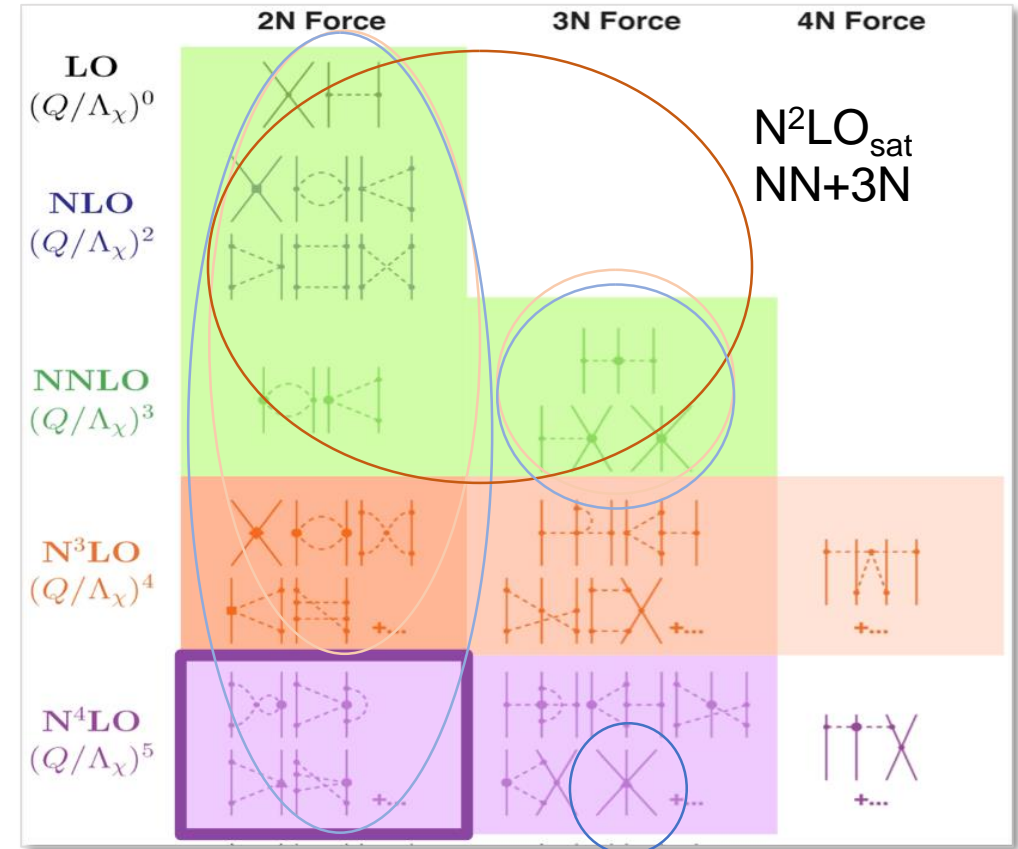 2N Force 3N Force 4N Force
LO
(Q/Λχ)⁰
N²LOsat
NN+3N
NLO
(Q/Λχ)²
NNLO
(Q/Λχ)³
N³LO
(Q/Λχ)⁴
+...
+...
+...
N⁴LO
(Q/Λχ)⁵
+...
+...
+...